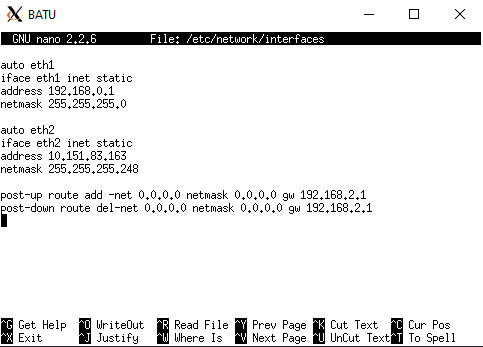 BATU
GNU nano 2.2.6 File: /etc/network/interfaces
auto eth1
iface eth1 inet static
address 192.168.0.1
netmask 255.255.255.0
auto eth2
iface eth2 inet static
address 10.151.83.163
netmask 255.255.255.248
post-up route add -net 0.0.0.0 netmask 0.0.0.0 gw 192.168.2.1
post-down route del-net 0.0.0.0 netmask 0.0.0.0 gw 192.168.2.1
^G Get Help ^O WriteOut ^R Read File ^Y Prev Page ^K Cut Text ^C Cur Pos
^X Exit ^J Justify ^W Where Is ^V Next Page ^U UnCut Text ^T To Spell